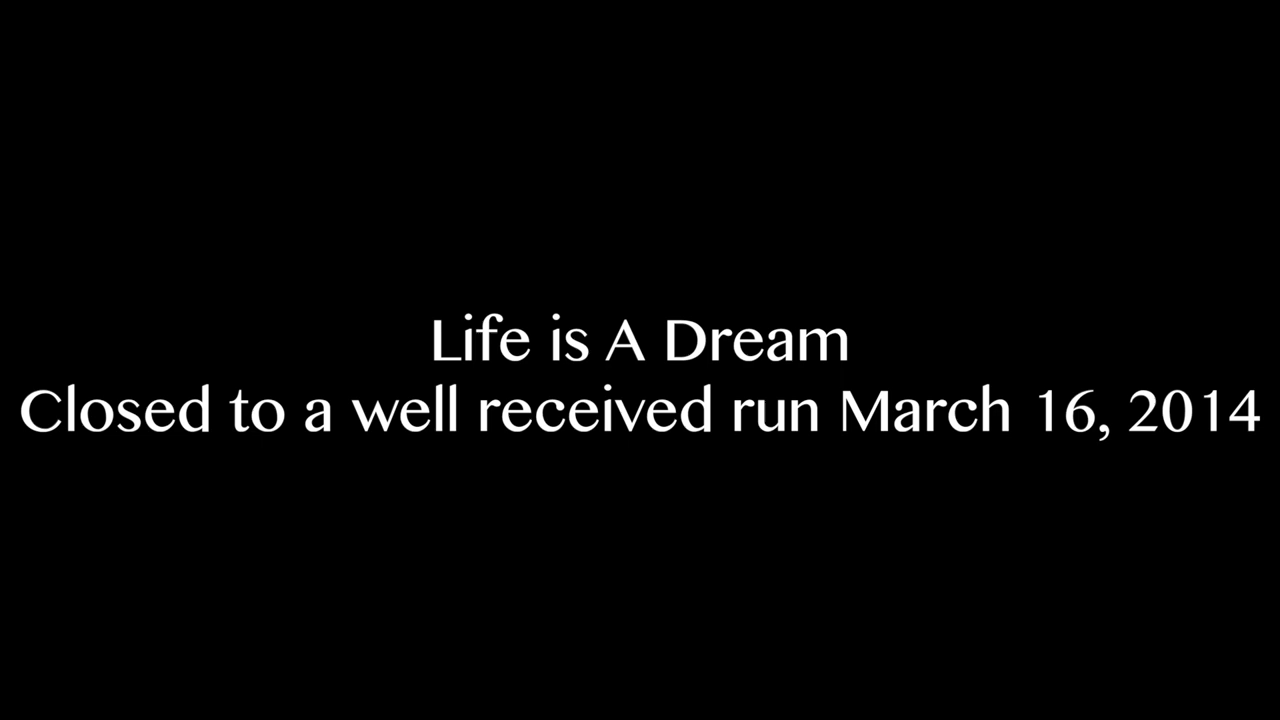 Life is A Dream
Closed to a well received run March 16, 2014